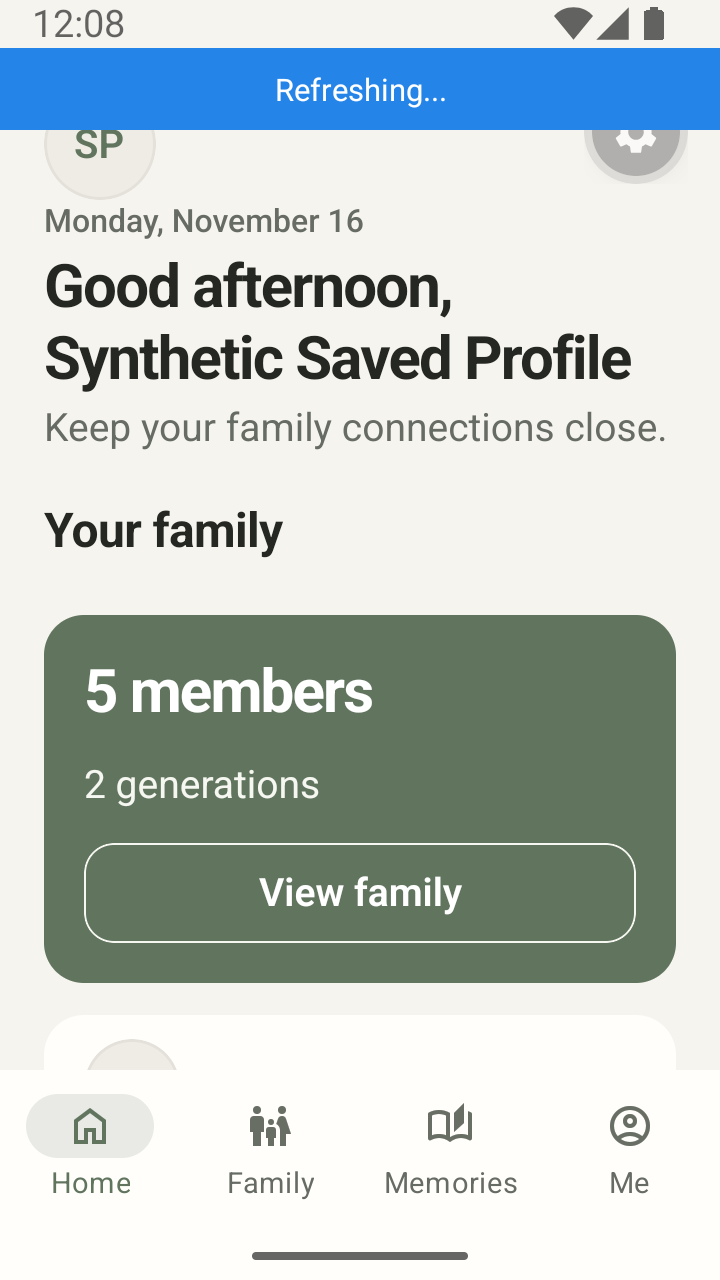 12:08
Refreshing...
SP
Monday, November 16
Good afternoon,
Synthetic Saved Profile
Keep your family connections close.
Your family
5 members
2 generations
View family
Home
Family
Memories
Me